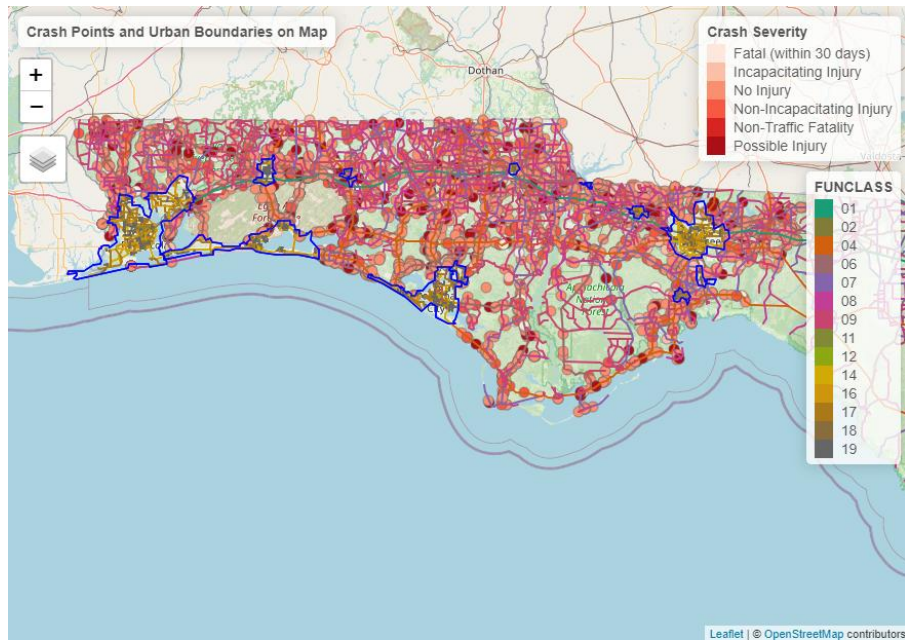 Crash Points and Urban Boundaries on Map
+
−
Dothan
Crash Severity
Fatal (within 30 days)
Incapacitating Injury
No Injury
Non-Incapacitating Injury
Non-Traffic Fatality
Possible Injury
Valdosta
FUNCLASS
01
02
04
06
07
08
09
11
12
14
16
17
18
19
National
Forest
City
Leaflet | © OpenStreetMap contributors